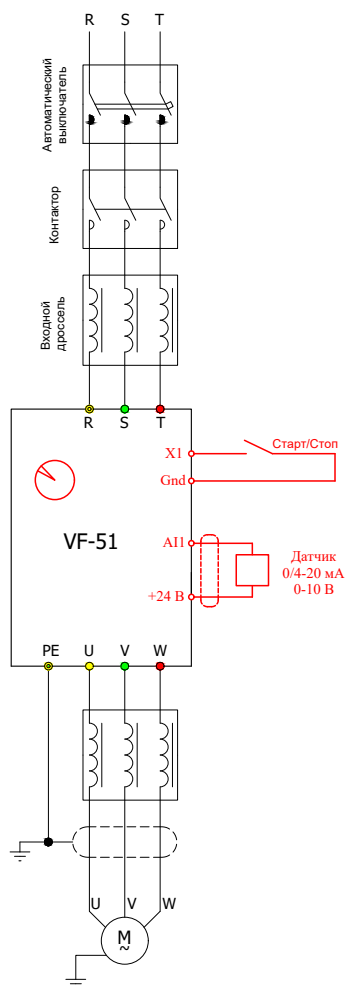 R S T
Автоматический
выключатель
Контактор
Входной
дроссель
R S T
X1
Старт/Стоп
Gnd
VF-51
AI1
Датчик
0/4-20 мА
0-10 В
+24 В
PE U V W
U V W
M
~